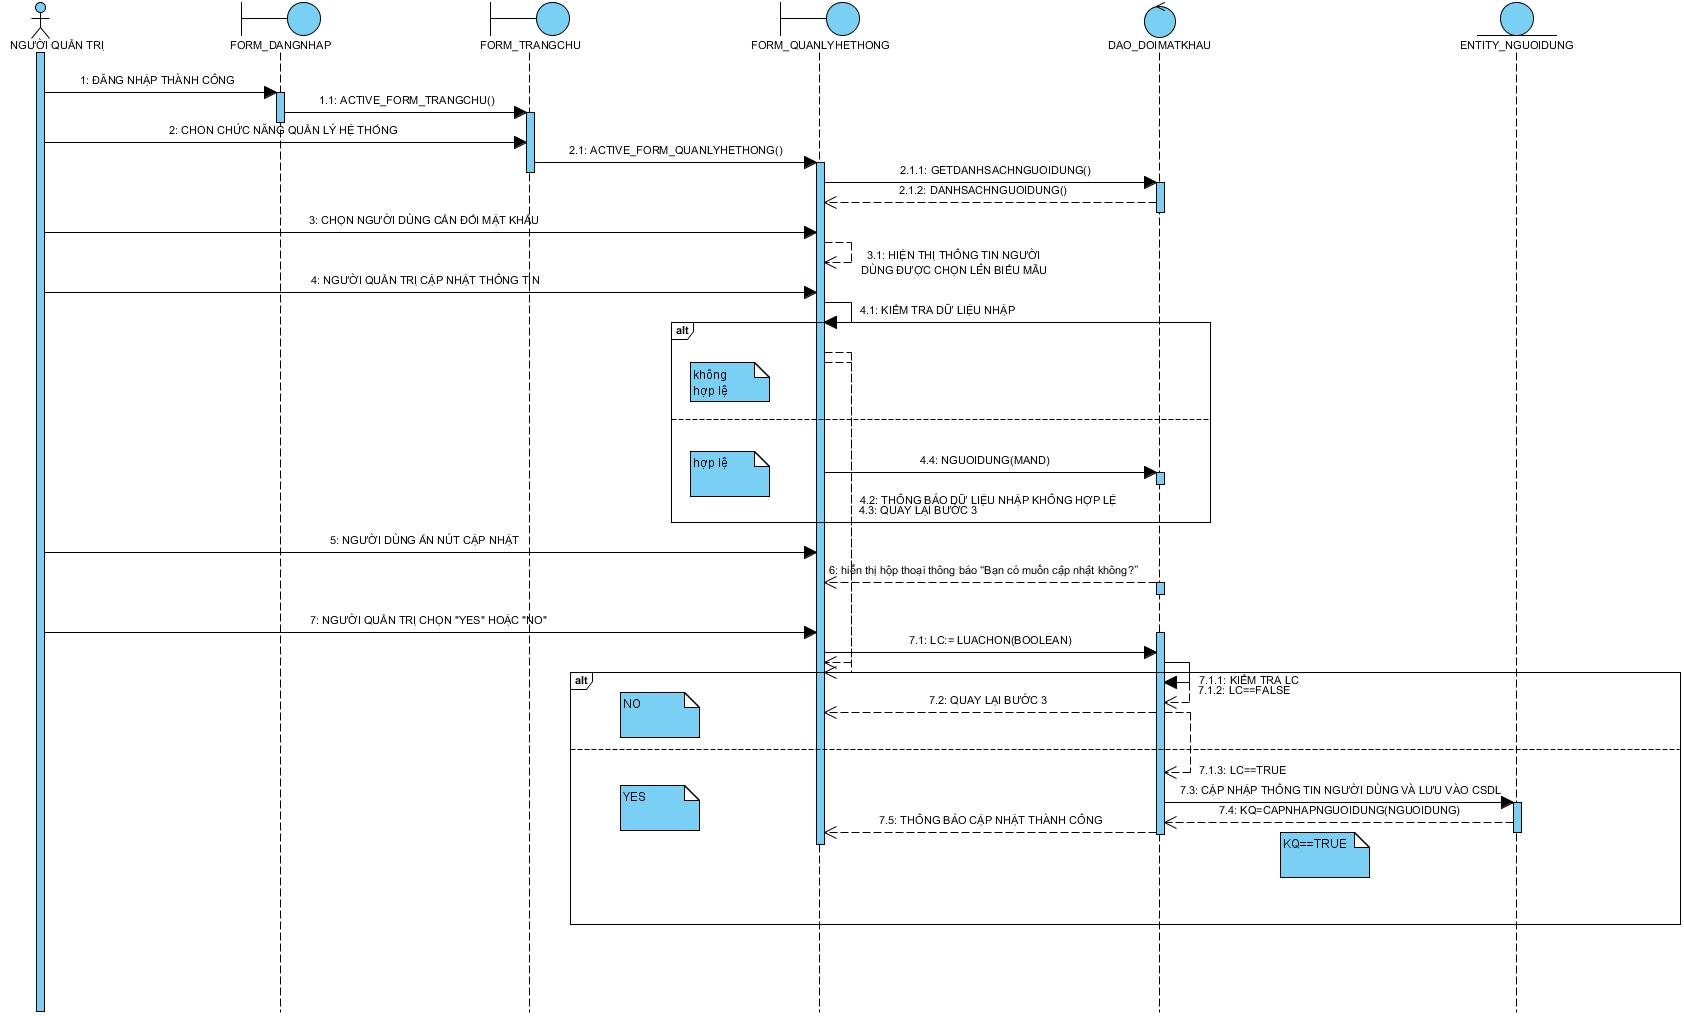 NGƯỜI QUẢN TRỊ
FORM_DANGNHAP
FORM_TRANGCHU
FORM_QUANLYHETHONG
DAO_DOIMATKHAU
ENTITY_NGUOIDUNG
1: ĐĂNG NHẬP THÀNH CÔNG
1.1: ACTIVE_FORM_TRANGCHU()
2: CHON CHỨC NĂNG QUẢN LÝ HỆ THỐNG
2.1: ACTIVE_FORM_QUANLYHETHONG()
2.1.1: GETDANHSACHNGUOIDUNG()
2.1.2: DANHSACHNGUOIDUNG()
3: CHỌN NGƯỜI DÙNG CẦN ĐỔI MẬT KHẨU
3.1: HIỆN THỊ THÔNG TIN NGƯỜI
DÙNG ĐƯỢC CHỌN LÊN BIỂU MẪU
4: NGƯỜI QUẢN TRỊ CẬP NHẬT THÔNG TIN
4.1: KIỂM TRA DỮ LIỆU NHẬP
alt
không
hợp lệ
hợp lệ
4.4: NGUOIDUNG(MAND)
4.2: THÔNG BÁO DỮ LIỆU NHẬP KHÔNG HỢP LỆ
4.3: QUAY LẠI BƯỚC 3
5: NGƯỜI DÙNG ẤN NÚT CẬP NHẬT
6: hiển thị hộp thoại thông báo "Bạn có muốn cập nhật không?"
7: NGƯỜI QUẢN TRỊ CHỌN "YES" HOẶC "NO"
7.1: LC:= LUACHON(BOOLEAN)
alt
7.1.1: KIỂM TRA LC
7.1.2: LC==FALSE
NO
7.2: QUAY LẠI BƯỚC 3
7.1.3: LC==TRUE
YES
7.3: CẬP NHẬP THÔNG TIN NGƯỜI DÙNG VÀ LƯU VÀO CSDL
7.4: KQ=CAPNHAPNGUOIDUNG(NGUOIDUNG)
7.5: THÔNG BÁO CẬP NHẬT THÀNH CÔNG
KQ==TRUE